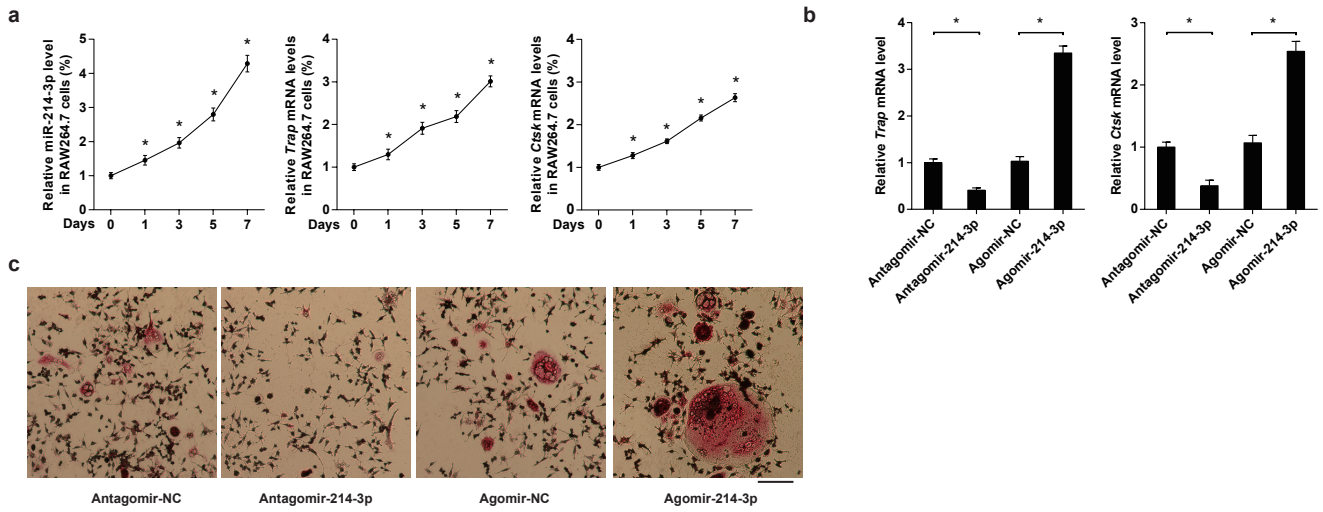 a
Relative miR-214-3p level
in RAW264.7 cells (%)
5
4
3
2
1
0
* * * *
Days 0 1 3 5 7
Relative Trap mRNA levels
in RAW264.7 cells (%)
4
3
2
1
0
* * * *
Days 0 1 3 5 7
Relative Ctsk mRNA levels
in RAW264.7 cells (%)
4
3
2
1
0
* * * *
Days 0 1 3 5 7
b
Relative Trap mRNA level
4
3
2
1
0
* *
Antagomir-NC
Antagomir-214-3p
Agomir-NC
Agomir-214-3p
Relative Ctsk mRNA level
3
2
1
0
* *
Antagomir-NC
Antagomir-214-3p
Agomir-NC
Agomir-214-3p
c
Antagomir-NC Antagomir-214-3p Agomir-NC Agomir-214-3p